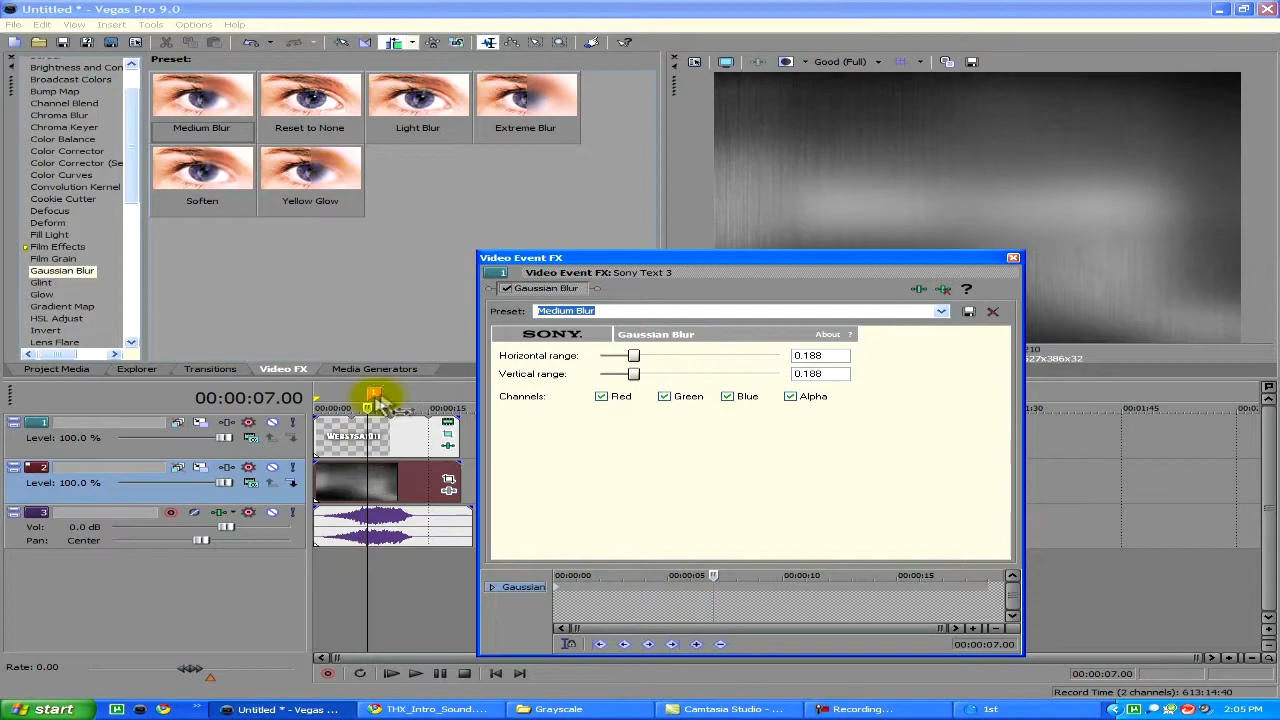 Untitled * - Vegas Pro 9.0
File Edit View Insert Tools Options Help
Brightness and Con
Broadcast Colors
Bump Map
Channel Blend
Chroma Blur
Chroma Keyer
Color Balance
Color Corrector
Color Corrector (Se
Color Curves
Convolution Kernel
Cookie Cutter
Defocus
Deform
Fill Light
Film Effects
Film Grain
Gaussian Blur
Glint
Glow
Gradient Map
HSL Adjust
Invert
Lens Flare
Preset:
Medium Blur Reset to None Light Blur Extreme Blur
Soften Yellow Glow
Good (Full)
Project Media Explorer Transitions Video FX Media Generators
Video Event FX
1 Video Event FX: Sony Text 3
Gaussian Blur
Preset: Medium Blur
SONY. Gaussian Blur About ?
Horizontal range: 0.188
Vertical range: 0.188
Channels: Red Green Blue Alpha
00:00:00 00:00:05 00:00:10 00:00:15
Gaussian
00:00:07.00
00:00:07.00
00:00:00 00:00:15
1:30 00:01:45 00:02:
1
Level: 100.0 %
2
Level: 100.0 %
3
Vol: 0.0 dB
Pan: Center
Rate: 0.00
00:00:07.00
Record Time (2 channels): 613:14:40
start
Untitled * - Vegas ...
THX_Intro_Sound....
Grayscale
Camtasia Studio - ...
Recording...
1st
2:05 PM